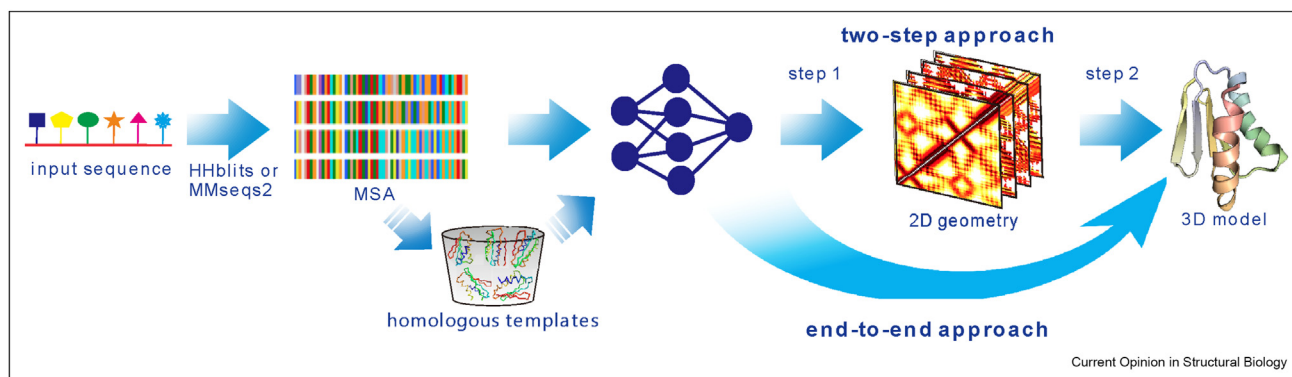 two-step approach
step 1
step 2
input sequence
HHblits or
MMseqs2
MSA
2D geometry
3D model
homologous templates
end-to-end approach
Current Opinion in Structural Biology